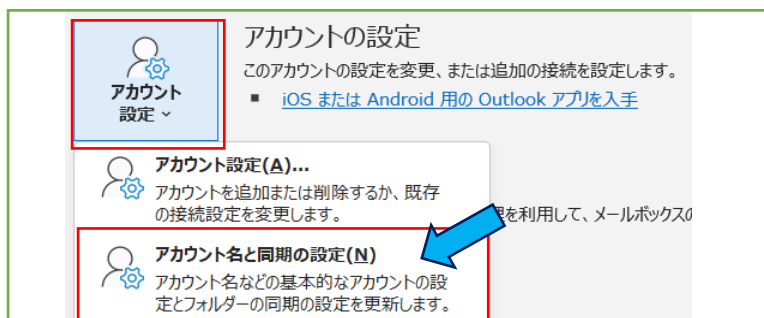 アカウントの設定
このアカウントの設定を変更、または追加の接続を設定します。
アカウント
設定
■ iOS または Android 用の Outlook アプリを入手
アカウント設定(A)...
アカウントを追加または削除するか、既存
の接続設定を変更します。
を利用して、メールボックスの
アカウント名と同期の設定(N)
アカウント名などの基本的なアカウントの設
定とフォルダーの同期の設定を更新します。